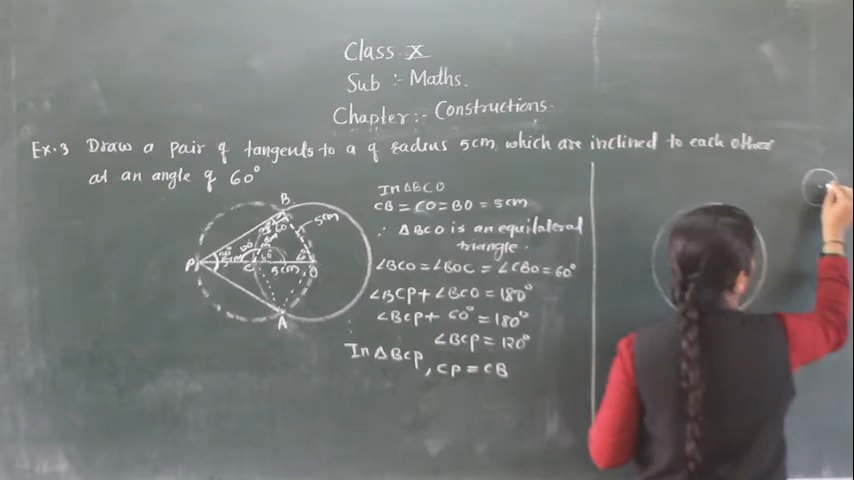 Class. X
Sub :- Maths.
Chapter:- Constructions.
Ex.3 Draw a pair of tangents to a of radius 5cm, which are inclined to each other
at an angle of 60°
In ΔBCO
CB = CO = BO = 5cm
∴ ΔBCO is an equilateral
triangle.
∠BCO = ∠BOC = ∠CBO = 60°
∠BCP + ∠BCO = 180°
∠BCP + 60° = 180°
∠BCP = 120°
In ΔBCP, CP = CB
B
5cm
60
P
5cm
C
5cm
O
A